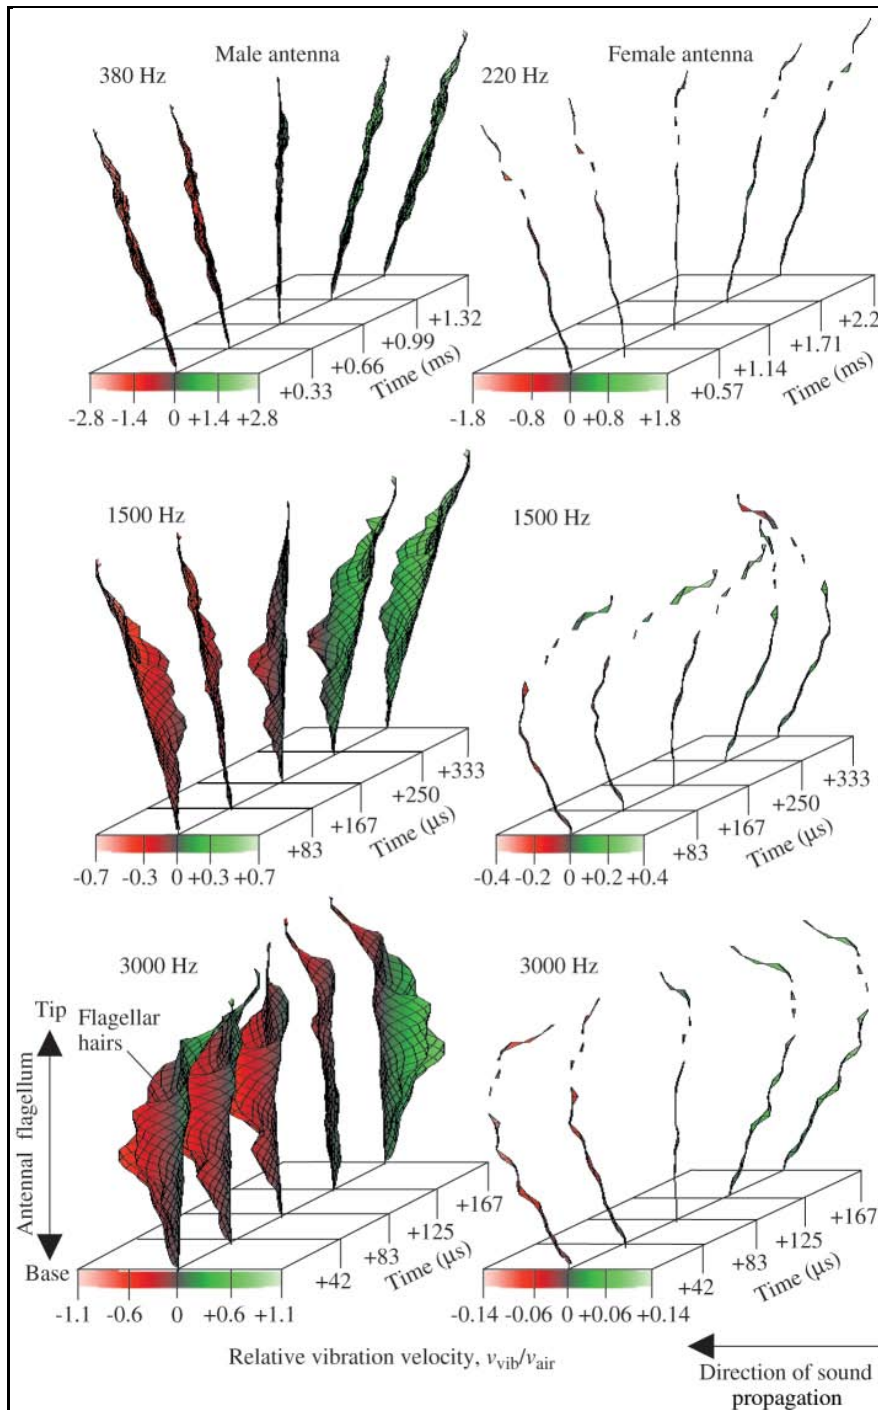 Male antenna
380 Hz
+1.32
+0.99
+0.66
+0.33
Time (ms)
-2.8 -1.4 0 +1.4 +2.8
Female antenna
220 Hz
+2.2
+1.71
+1.14
+0.57
Time (ms)
-1.8 -0.8 0 +0.8 +1.8
1500 Hz
+333
+250
+167
+83
Time (µs)
-0.7 -0.3 0 +0.3 +0.7
1500 Hz
+333
+250
+167
+83
Time (µs)
-0.4 -0.2 0 +0.2 +0.4
3000 Hz
Tip
Flagellar
hairs
Antennal flagellum
Base
+167
+125
+83
+42
Time (µs)
-1.1 -0.6 0 +0.6 +1.1
3000 Hz
+167
+125
+83
+42
Time (µs)
-0.14 -0.06 0 +0.06 +0.14
Relative vibration velocity, vvib/vair
Direction of sound
propagation